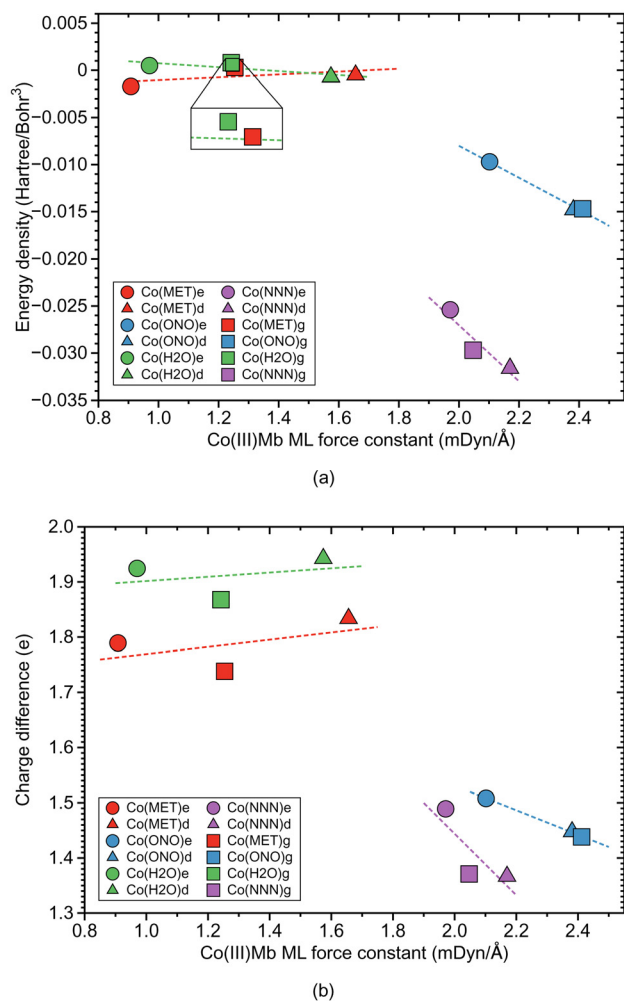 0.005
0
−0.005
−0.010
−0.015
−0.020
−0.025
−0.030
−0.035
Energy density (Hartree/Bohr³)
Co(MET)e
Co(MET)d
Co(ONO)e
Co(ONO)d
Co(H2O)e
Co(H2O)d
Co(NNN)e
Co(NNN)d
Co(MET)g
Co(ONO)g
Co(H2O)g
Co(NNN)g
0.8 1.0 1.2 1.4 1.6 1.8 2.0 2.2 2.4
Co(III)Mb ML force constant (mDyn/Å)
(a)
2.0
1.9
1.8
1.7
1.6
1.5
1.4
1.3
Charge difference (e)
Co(MET)e
Co(MET)d
Co(ONO)e
Co(ONO)d
Co(H2O)e
Co(H2O)d
Co(NNN)e
Co(NNN)d
Co(MET)g
Co(ONO)g
Co(H2O)g
Co(NNN)g
0.8 1.0 1.2 1.4 1.6 1.8 2.0 2.2 2.4
Co(III)Mb ML force constant (mDyn/Å)
(b)